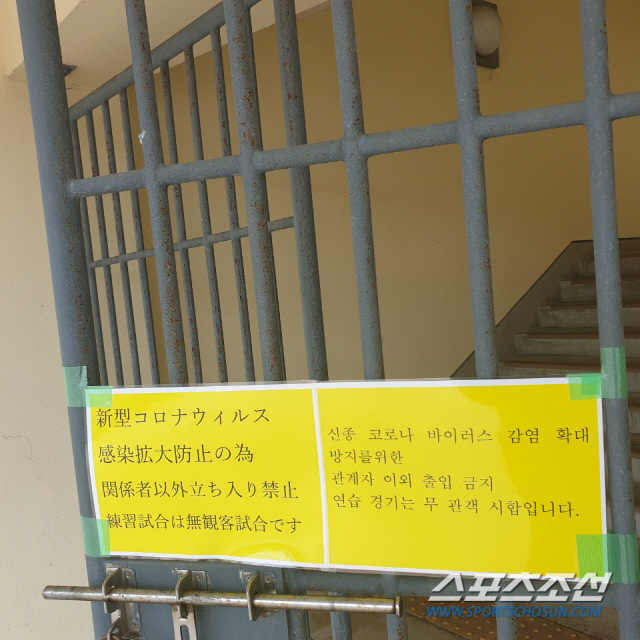 新型コロナウィルス
感染拡大防止の為
関係者以外立ち入り禁止
練習試合は無観客試合です
신종 코로나 바이러스 감염 확대
방지를위한
관계자 이외 출입 금지
연습 경기는 무 관객 시합입니다.
스포츠조선
WWW.SPORTSCHOSUN.COM